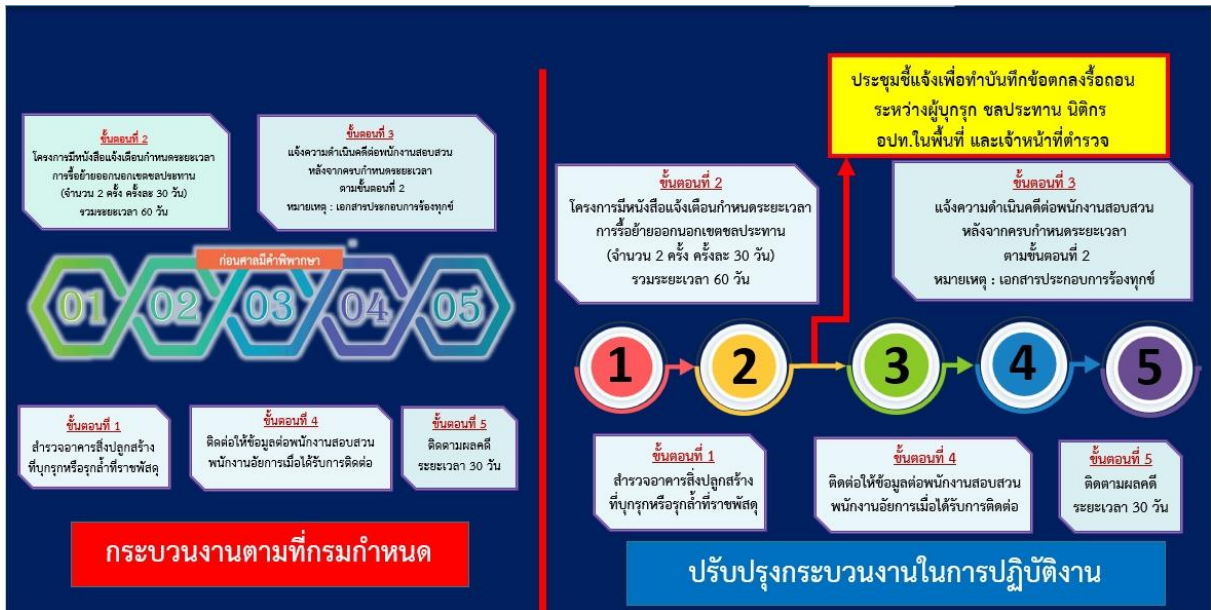 ขั้นตอนที่ 2
โครงการมีหนังสือแจ้งเตือนกำหนดระยะเวลา
การรื้อย้ายออกนอกเขตชลประทาน
(จำนวน 2 ครั้ง ครั้งละ 30 วัน)
รวมระยะเวลา 60 วัน
ขั้นตอนที่ 3
แจ้งความดำเนินคดีต่อพนักงานสอบสวน
หลังจากครบกำหนดระยะเวลา
ตามขั้นตอนที่ 2
หมายเหตุ : เอกสารประกอบการร้องทุกข์
ก่อนศาลมีคำพิพากษา
01
02
03
04
05
ขั้นตอนที่ 1
สำรวจอาคารสิ่งปลูกสร้าง
ที่บุกรุกหรือรุกล้ำที่ราชพัสดุ
ขั้นตอนที่ 4
ติดต่อให้ข้อมูลต่อพนักงานสอบสวน
พนักงานอัยการเมื่อได้รับการติดต่อ
ขั้นตอนที่ 5
ติดตามผลคดี
ระยะเวลา 30 วัน
กระบวนงานตามที่กรมกำหนด
ประชุมชี้แจงเพื่อทำบันทึกข้อตกลงรื้อถอน
ระหว่างผู้บุกรุก ชลประทาน นิติกร
อปท.ในพื้นที่ และเจ้าหน้าที่ตำรวจ
ขั้นตอนที่ 2
โครงการมีหนังสือแจ้งเตือนกำหนดระยะเวลา
การรื้อย้ายออกนอกเขตชลประทาน
(จำนวน 2 ครั้ง ครั้งละ 30 วัน)
รวมระยะเวลา 60 วัน
ขั้นตอนที่ 3
แจ้งความดำเนินคดีต่อพนักงานสอบสวน
หลังจากครบกำหนดระยะเวลา
ตามขั้นตอนที่ 2
หมายเหตุ : เอกสารประกอบการร้องทุกข์
1
2
3
4
5
ขั้นตอนที่ 1
สำรวจอาคารสิ่งปลูกสร้าง
ที่บุกรุกหรือรุกล้ำที่ราชพัสดุ
ขั้นตอนที่ 4
ติดต่อให้ข้อมูลต่อพนักงานสอบสวน
พนักงานอัยการเมื่อได้รับการติดต่อ
ขั้นตอนที่ 5
ติดตามผลคดี
ระยะเวลา 30 วัน
ปรับปรุงกระบวนงานในการปฏิบัติงาน